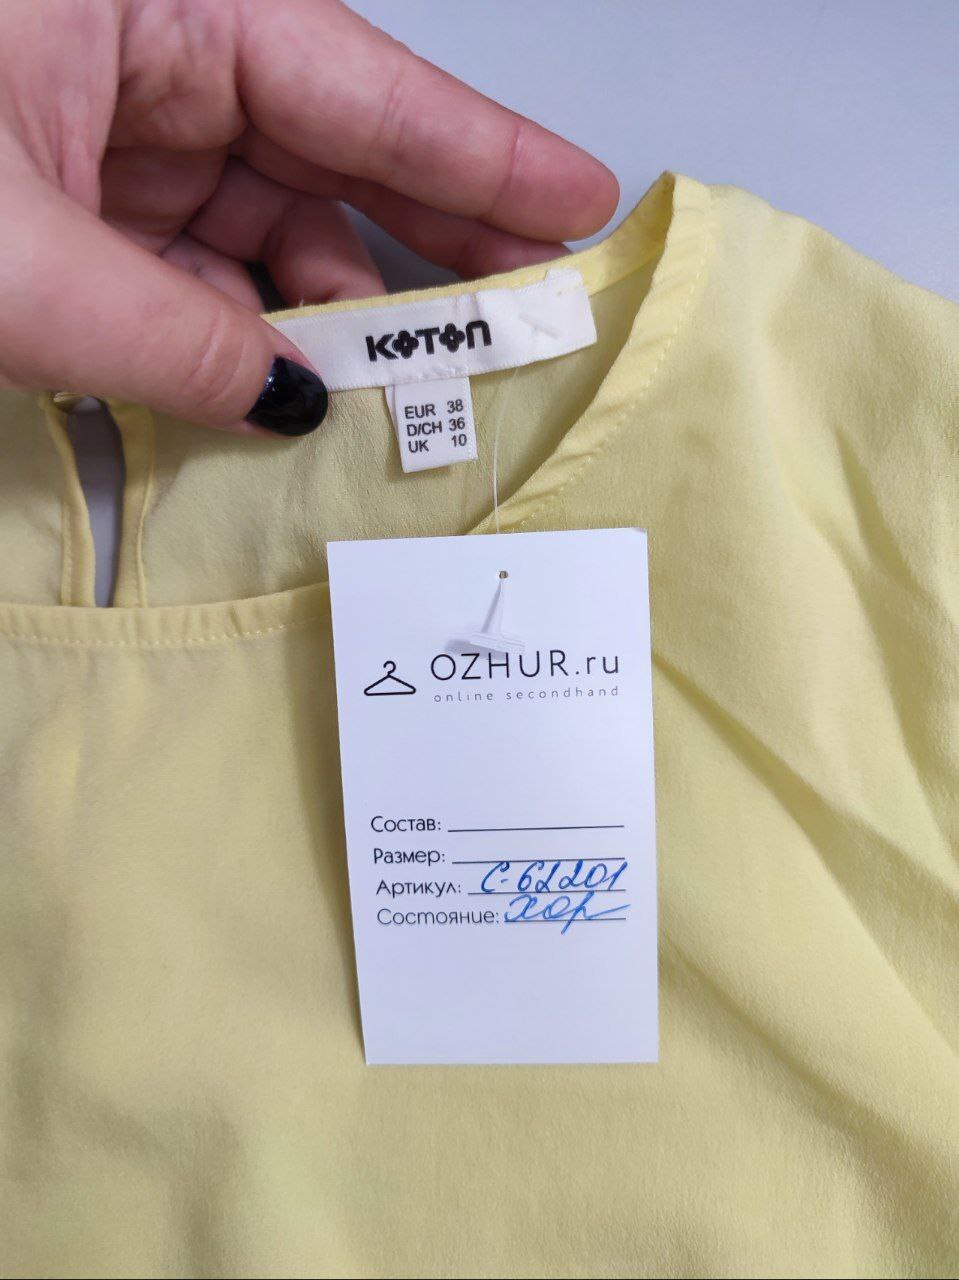 KOTON
EUR 38
D/CH 36
UK 10
OZHUR.ru
online secondhand
Состав:
Размер:
Артикул: С-62201
Состояние: хор